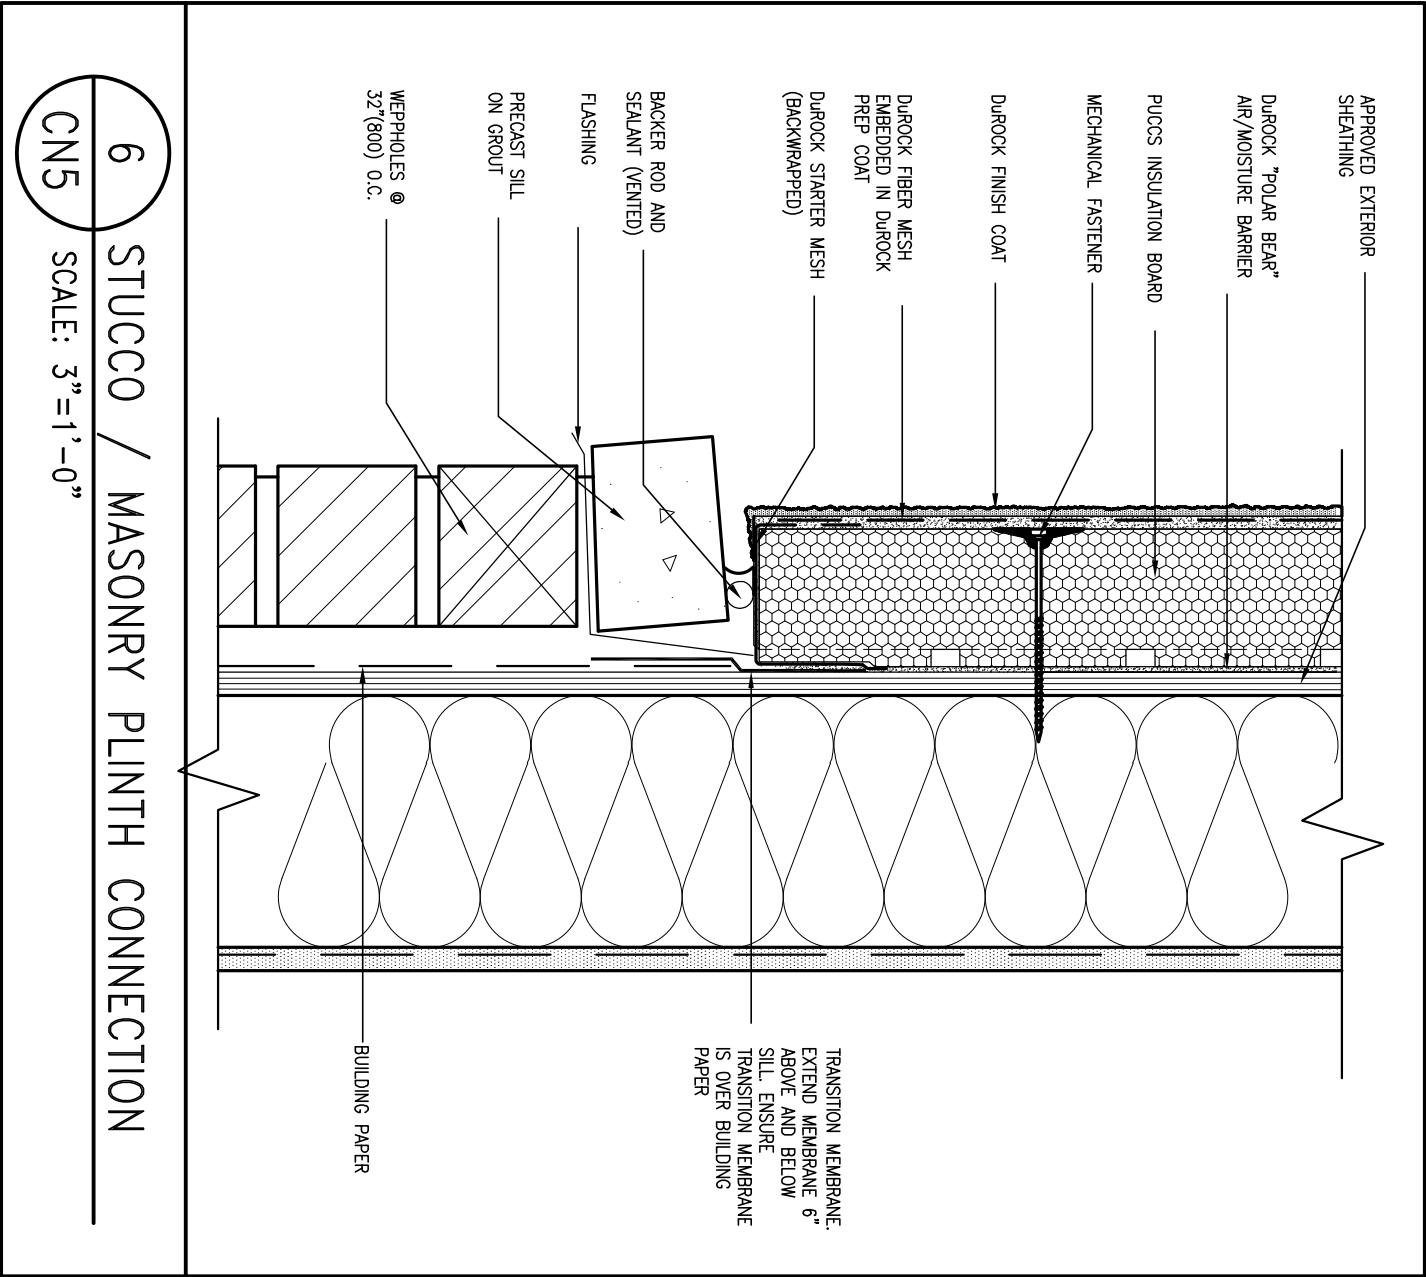 APPROVED EXTERIOR
SHEATHING
DuROCK "POLAR BEAR"
AIR/MOISTURE BARRIER
PUCCS INSULATION BOARD
MECHANICAL FASTENER
DuROCK FINISH COAT
DuROCK FIBER MESH
EMBEDDED IN DuROCK
PREP COAT
DuROCK STARTER MESH
(BACKWRAPPED)
BACKER ROD AND
SEALANT (VENTED)
FLASHING
PRECAST SILL
ON GROUT
WEPPHOLES @
32"(800) O.C.
TRANSITION MEMBRANE.
EXTEND MEMBRANE 6"
ABOVE AND BELOW
SILL. ENSURE
TRANSITION MEMBRANE
IS OVER BUILDING
PAPER
BUILDING PAPER
6
CN5
STUCCO / MASONRY PLINTH CONNECTION
SCALE: 3"=1'-0"